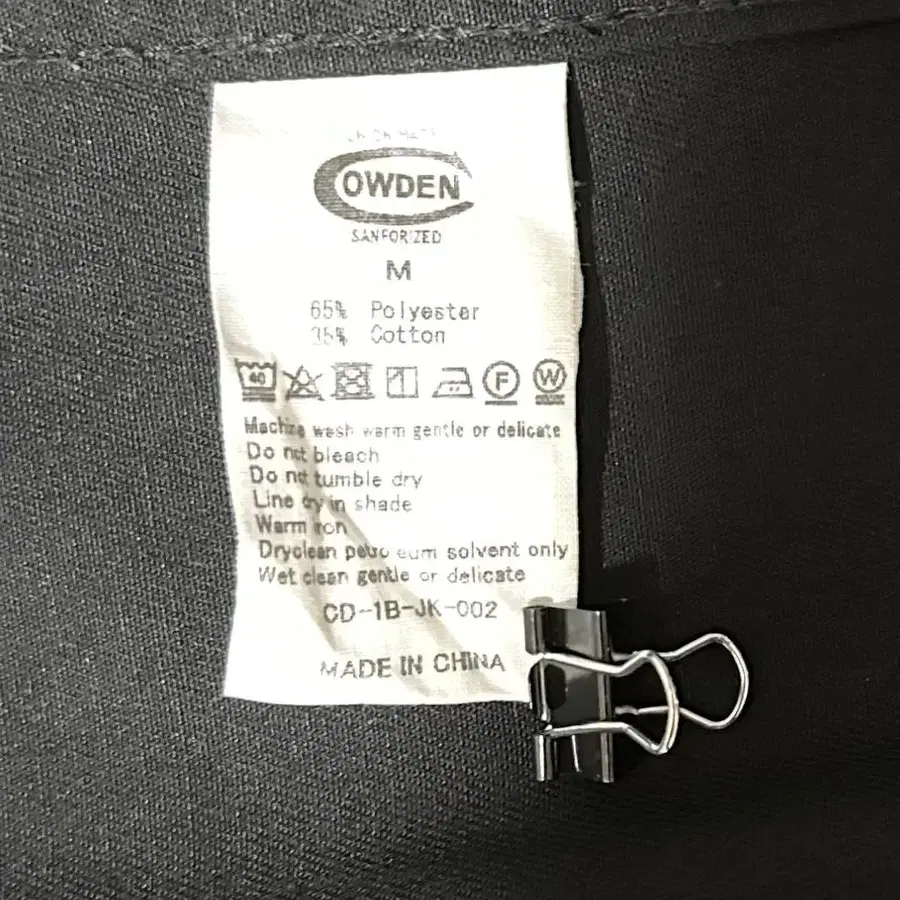 COWDEN
SANFORIZED
M
65% Polyester
35% Cotton
40 F W
Machine wash warm gentle or delicate
Do not bleach
Do not tumble dry
Line dry in shade
Warm iron
Dryclean petroleum solvent only
Wet clean gentle or delicate
CD-1B-JK-002
MADE IN CHINA